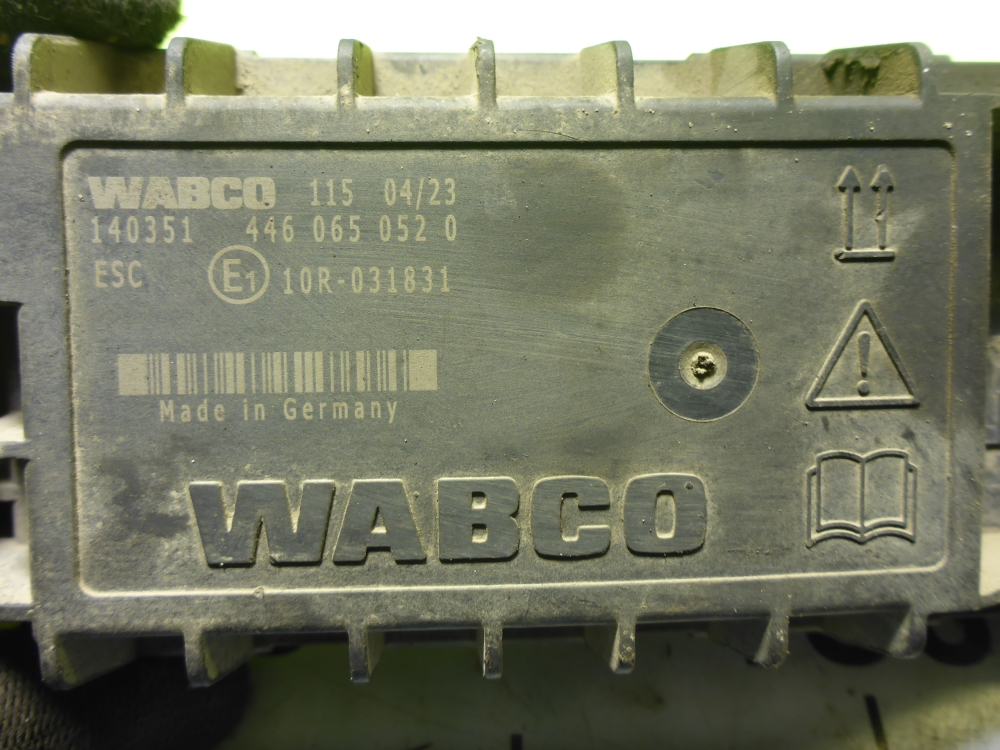 WABCO 115 04/23
140351 446 065 052 0
ESC E1 10R-031831
Made in Germany
WABCO